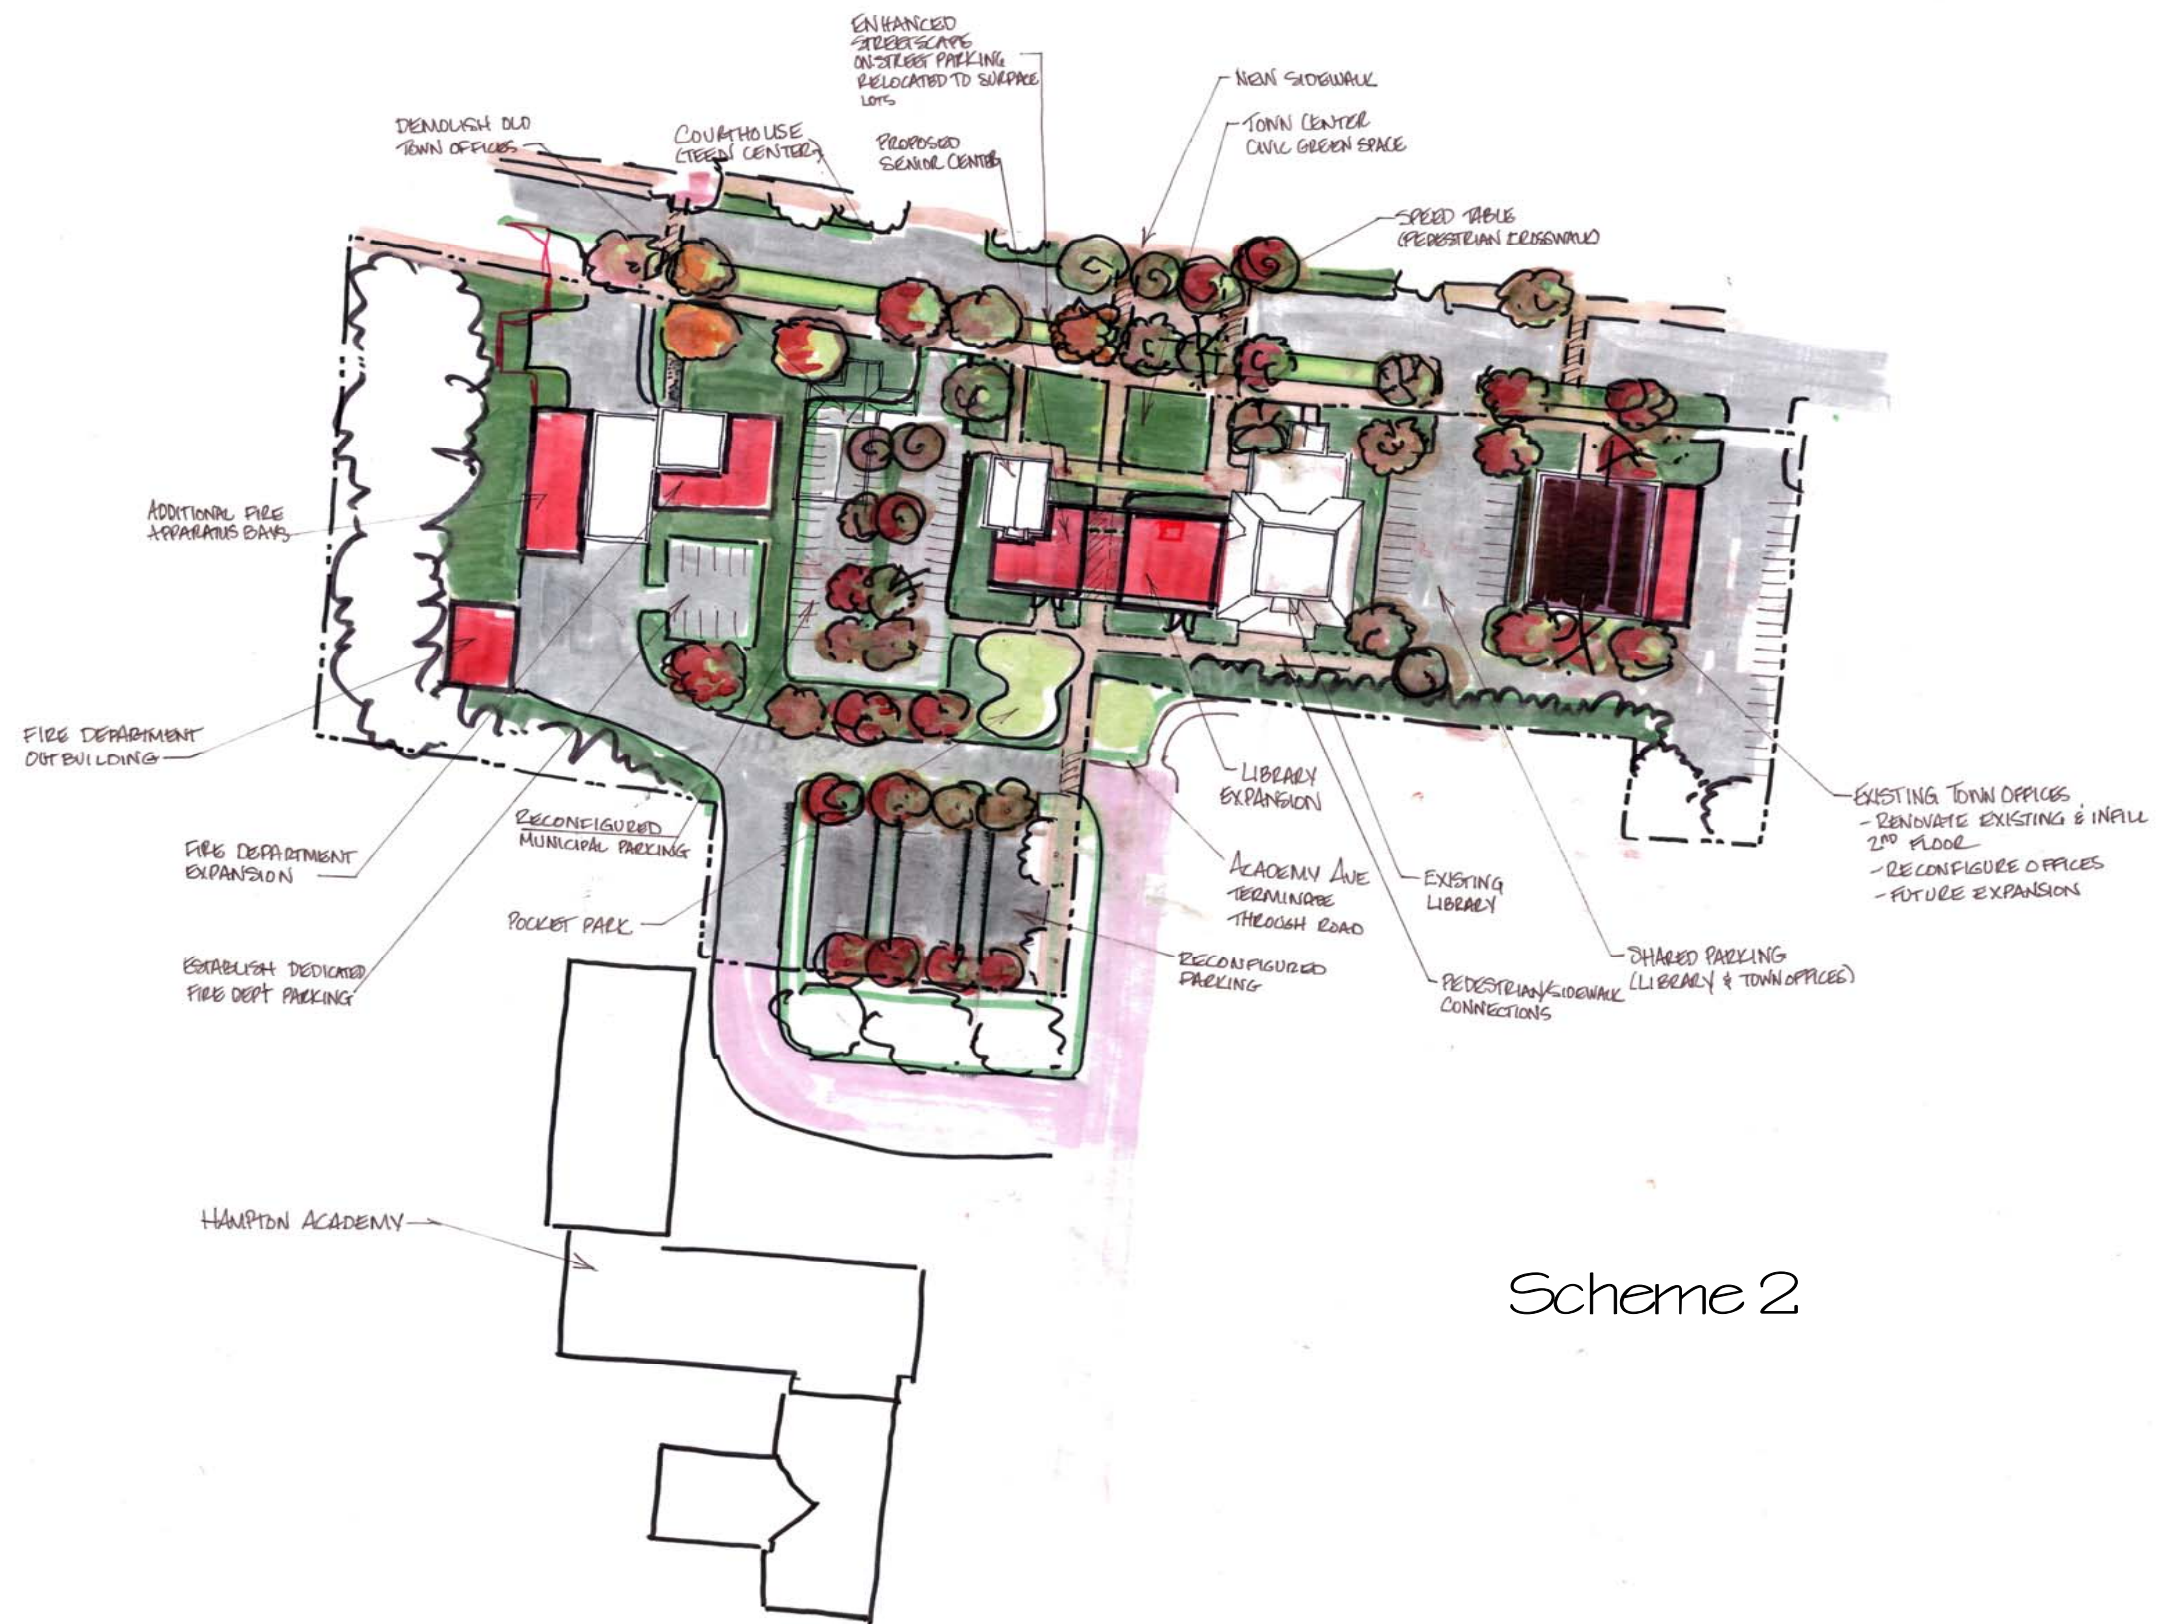 ENHANCED
STREETSCAPE
ONSTREET PARKING
RELOCATED TO SURFACE
LOTS
NEW SIDEWALK
TOWN CENTER
CIVIC GREEN SPACE
DEMOLISH OLD
TOWN OFFICES
COURTHOUSE
(TEEN CENTER)
PROPOSED
SENIOR CENTER
SPEED TABLE
(PEDESTRIAN CROSSWALK)
ADDITIONAL FIRE
APPARATUS BAYS
FIRE DEPARTMENT
OUTBUILDING
FIRE DEPARTMENT
EXPANSION
RECONFIGURED
MUNICIPAL PARKING
POCKET PARK
ESTABLISH DEDICATED
FIRE DEPT PARKING
LIBRARY
EXPANSION
ACADEMY AVE
TERMINATE
THROUGH ROAD
EXISTING
LIBRARY
RECONFIGURED
PARKING
PEDESTRIAN/SIDEWALK
CONNECTIONS
SHARED PARKING
(LIBRARY & TOWN OFFICES)
EXISTING TOWN OFFICES
- RENOVATE EXISTING & INFILL
2ND FLOOR
- RECONFIGURE OFFICES
- FUTURE EXPANSION
HAMPTON ACADEMY
Scheme 2